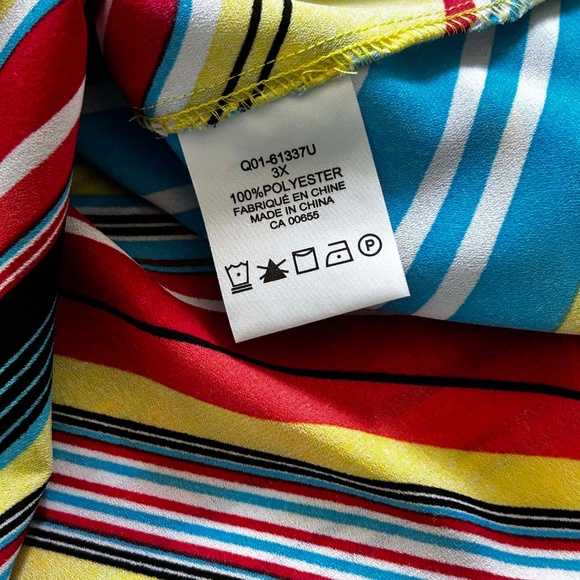 Q01-61337U
3X
100%POLYESTER
FABRIQUÉ EN CHINE
MADE IN CHINA
CA 00655
P